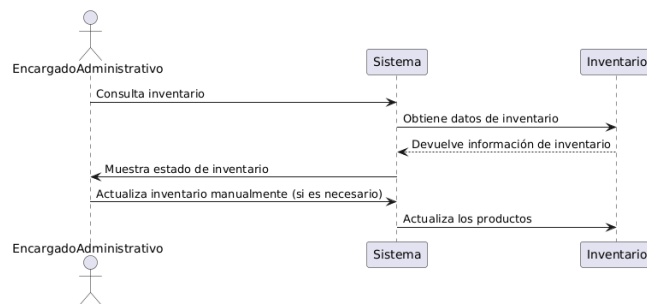 EncargadoAdministrativo
Sistema
Inventario
Consulta inventario
Obtiene datos de inventario
Devuelve información de inventario
Muestra estado de inventario
Actualiza inventario manualmente (si es necesario)
Actualiza los productos
EncargadoAdministrativo
Sistema
Inventario